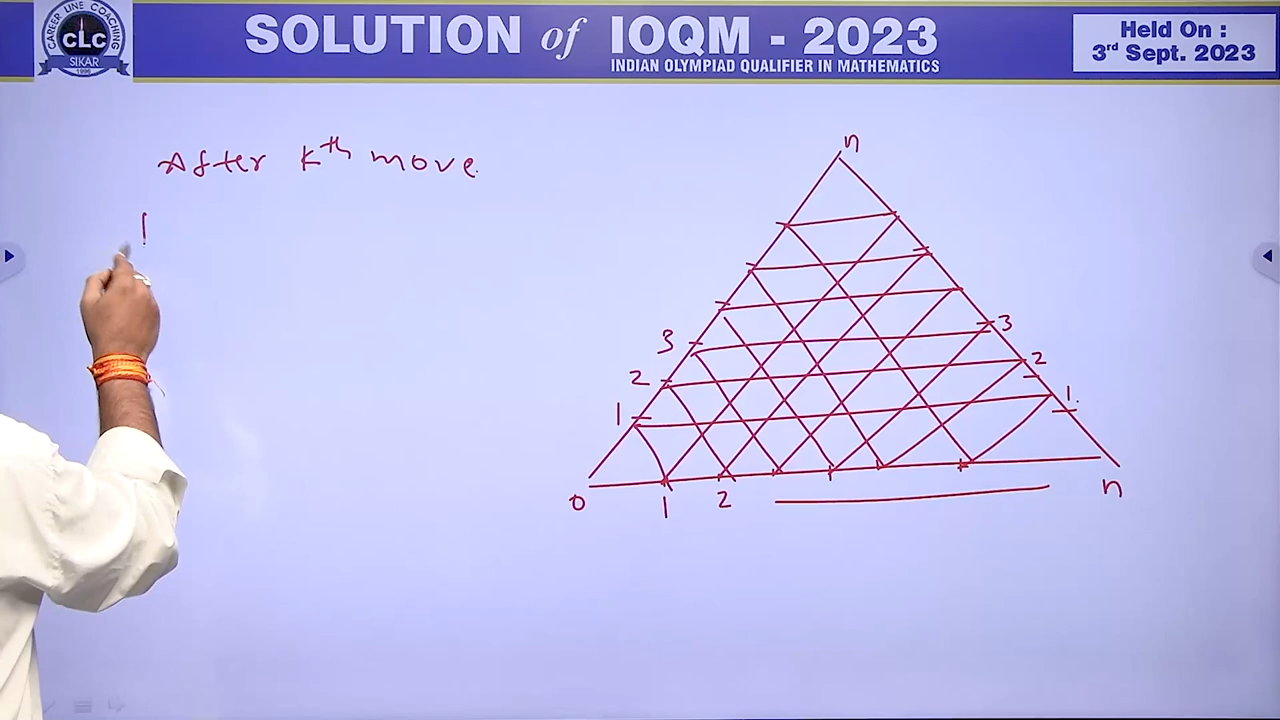 CAREER LINE COACHING
CLC
SIKAR
1996
SOLUTION of IOQM - 2023
INDIAN OLYMPIAD QUALIFIER IN MATHEMATICS
Held On :
3rd Sept. 2023
After kth move
n
3
3
2
2
1
1
0
1
2
n